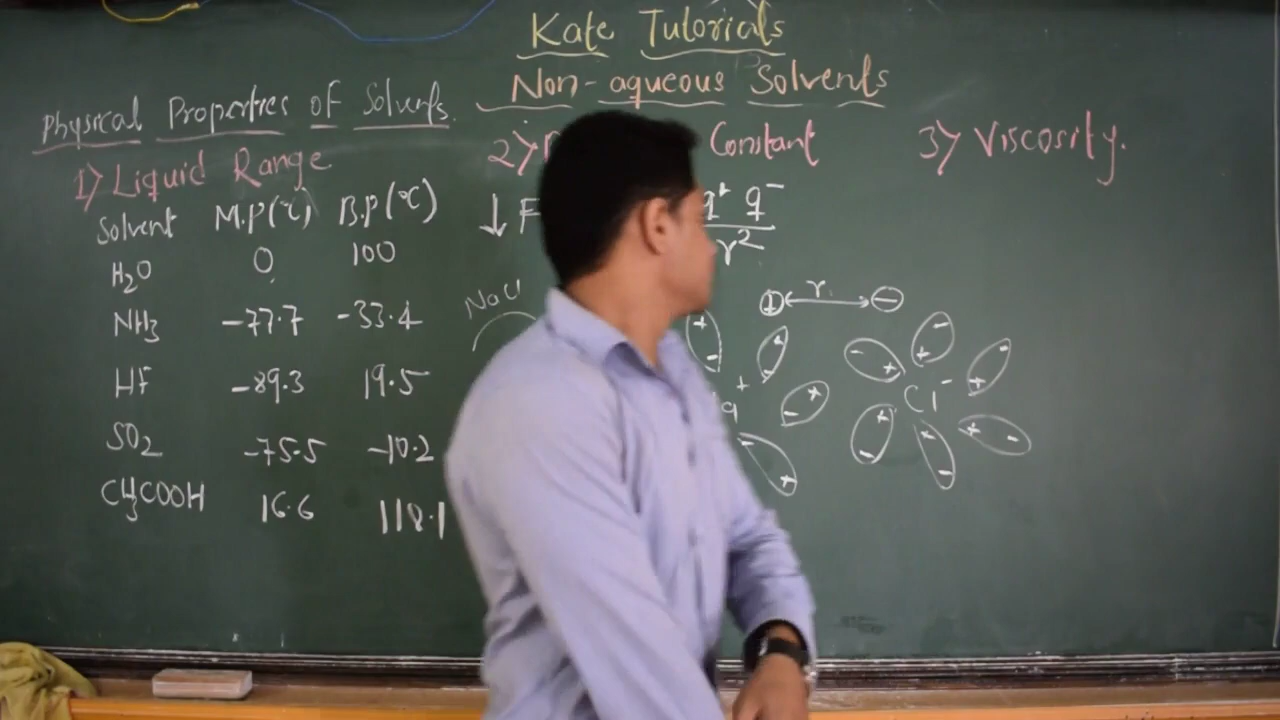 Kate Tutorials
Non-aqueous Solvents
Physical Properties of Solvents.
1) Liquid Range
Solvent M.P(℃) B.P(℃)
H₂O 0 100
NH₃ -77.7 -33.4
HF -89.3 19.5
SO₂ -75.5 -10.2
CH₃COOH 16.6 118.1
2) Constant
↓ F
q⁺ q⁻
r²
NaCl
+ r. -
+ -
Cl⁻
3) Viscosity.